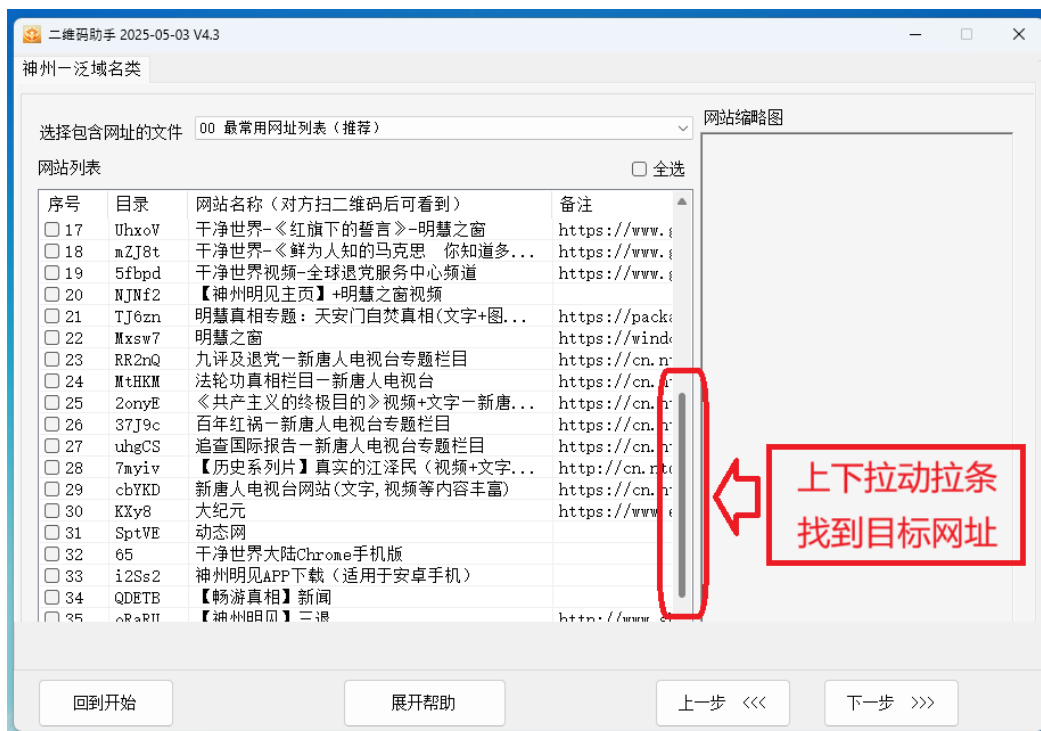 二维码助手 2025-05-03 V4.3
神州一泛域名类
选择包含网址的文件 00 最常用网址列表（推荐） 网站缩略图
网站列表 全选
序号 目录 网站名称（对方扫二维码后可看到） 备注
17 UhxoV 干净世界-《红旗下的誓言》-明慧之窗 https://www.g
18 mZJ8t 干净世界-《鲜为人知的马克思 你知道多... https://www.g
19 5fbpd 干净世界视频-全球退党服务中心频道 https://www.g
20 NJNf2 【神州明见主页】+明慧之窗视频
21 TJ6zn 明慧真相专题：天安门自焚真相(文字+图... https://packa
22 Mxsw7 明慧之窗 https://windo
23 RR2nQ 九评及退党一新唐人电视台专题栏目 https://cn.n
24 MtHKM 法轮功真相栏目一新唐人电视台 https://cn.n
25 2onyE 《共产主义的终极目的》视频+文字一新唐... https://cn.n
26 37J9c 百年红祸一新唐人电视台专题栏目 https://cn.n
27 uhgCS 追查国际报告一新唐人电视台专题栏目 https://cn.n
28 7myiv 【历史系列片】真实的江泽民（视频+文字... http://cn.ntd
29 cbYKD 新唐人电视台网站(文字,视频等内容丰富) https://cn.n
30 KXy8 大纪元 https://www.e
31 SptVE 动态网
32 65 干净世界大陆Chrome手机版
33 i2Ss2 神州明见APP下载（适用于安卓手机）
34 QDETB 【畅游真相】新闻
35 oRaRU 【神州明见】三退 http://www.s
上下拉动拉条
找到目标网址
回到开始 展开帮助 上一步 <<< 下一步 >>>